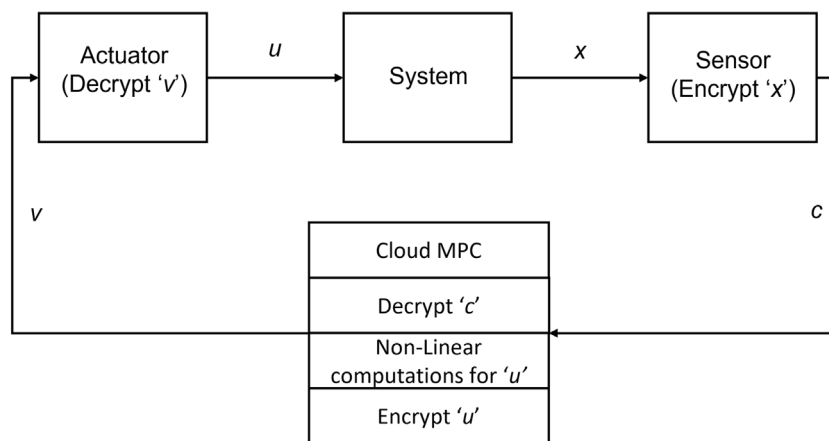 Actuator
(Decrypt ‘v’)
u
System
x
Sensor
(Encrypt ‘x’)
v
c
Cloud MPC
Decrypt ‘c’
Non-Linear
computations for ‘u’
Encrypt ‘u’